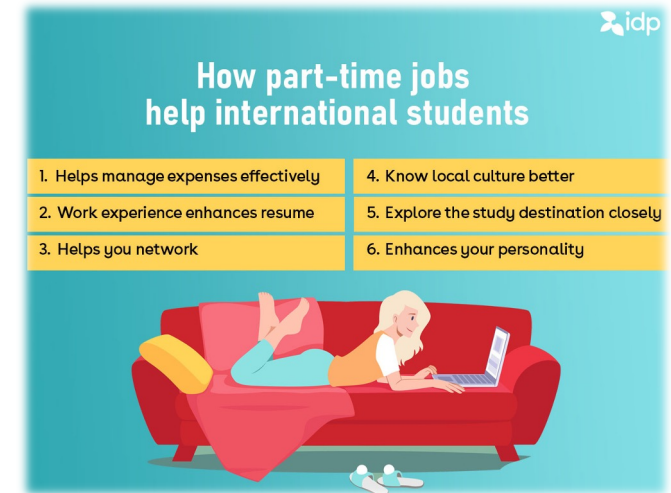 idp
How part-time jobs
help international students
1. Helps manage expenses effectively
2. Work experience enhances resume
3. Helps you network
4. Know local culture better
5. Explore the study destination closely
6. Enhances your personality